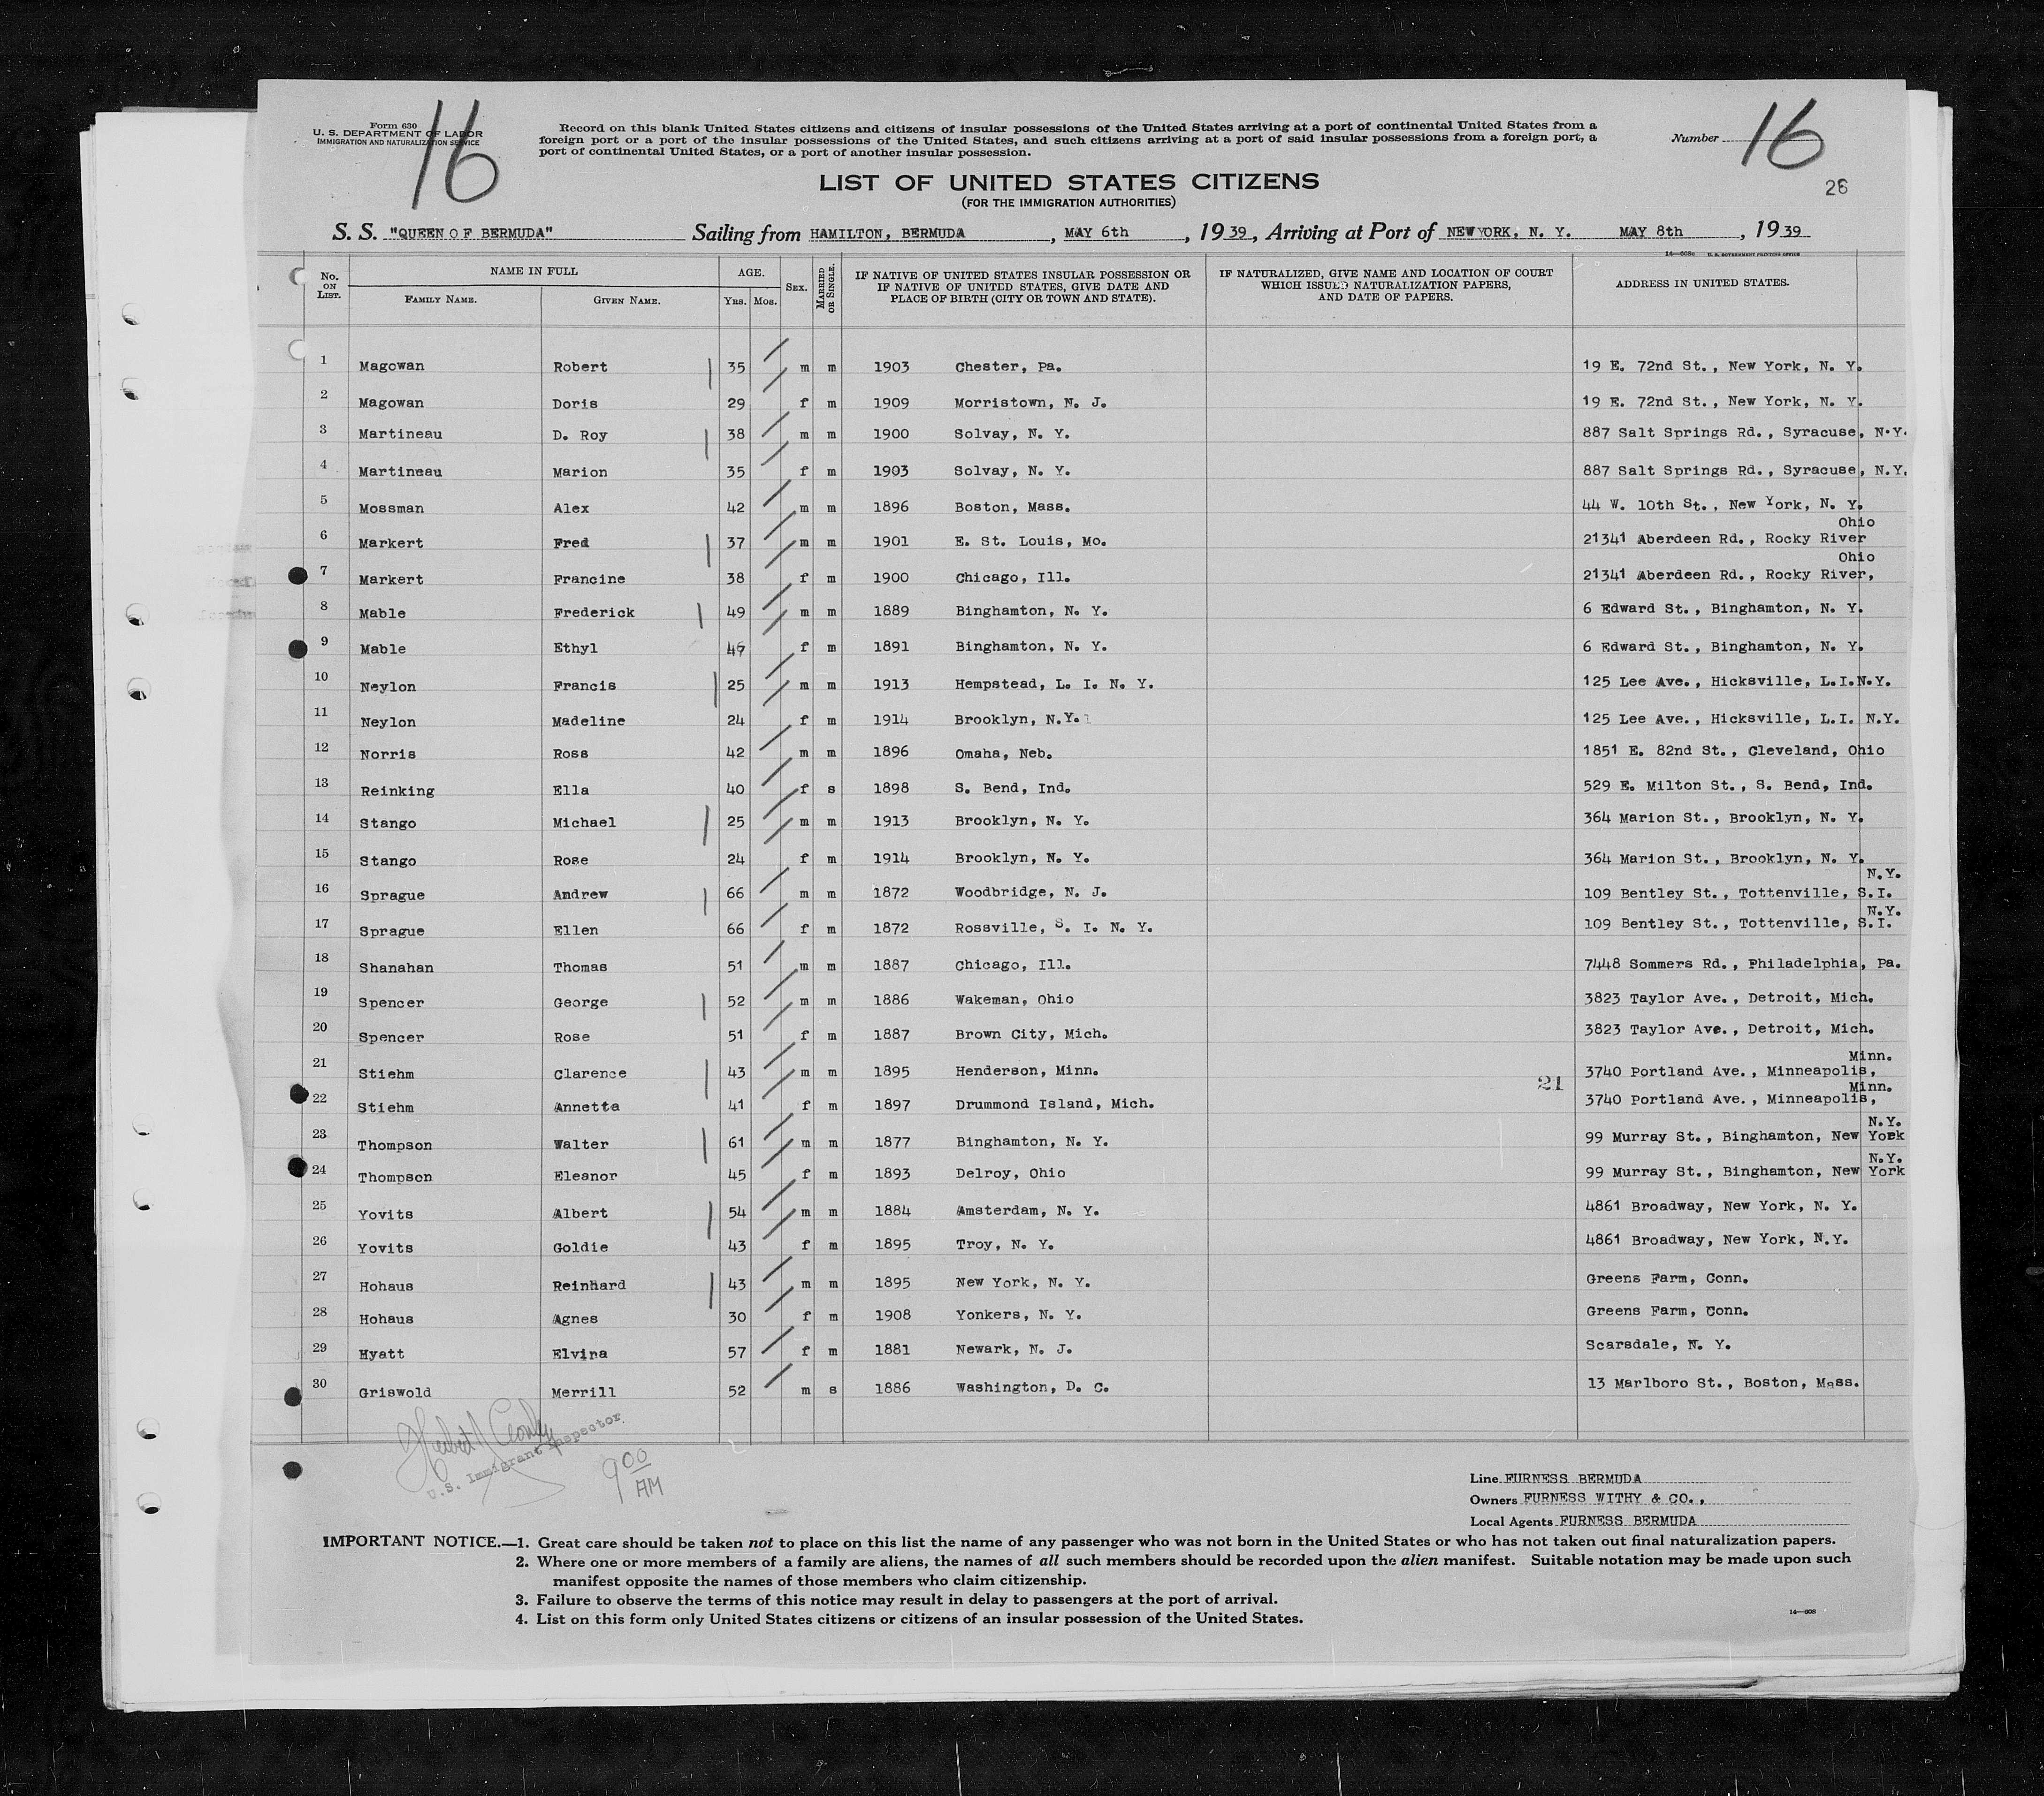 16
16
Form 630
U. S. DEPARTMENT OF LABOR
IMMIGRATION AND NATURALIZATION SERVICE
Record on this blank United States citizens and citizens of insular possessions of the United States arriving at a port of continental United States from a
foreign port or a port of the insular possessions of the United States, and such citizens arriving at a port of said insular possessions from a foreign port, a
port of continental United States, or a port of another insular possession.
Number
LIST OF UNITED STATES CITIZENS
(FOR THE IMMIGRATION AUTHORITIES)
26
S. S. "QUEEN OF BERMUDA" Sailing from HAMILTON, BERMUDA, MAY 6th, 1939, Arriving at Port of NEW YORK, N. Y. MAY 8th, 1939
14—608a U. S. GOVERNMENT PRINTING OFFICE
No. ON LIST. NAME IN FULL AGE. SEX. MARRIED OR SINGLE. IF NATIVE OF UNITED STATES INSULAR POSSESSION OR IF NATIVE OF UNITED STATES, GIVE DATE AND PLACE OF BIRTH (CITY OR TOWN AND STATE). IF NATURALIZED, GIVE NAME AND LOCATION OF COURT WHICH ISSUED NATURALIZATION PAPERS, AND DATE OF PAPERS. ADDRESS IN UNITED STATES.
FAMILY NAME. GIVEN NAME. YRS. MOS.
1 Magowan Robert 35 m m 1903 Chester, Pa. 19 E. 72nd St., New York, N. Y.
2 Magowan Doris 29 f m 1909 Morristown, N. J. 19 E. 72nd St., New York, N. Y.
3 Martineau D. Roy 38 m m 1900 Solvay, N. Y. 887 Salt Springs Rd., Syracuse, N.Y.
4 Martineau Marion 35 f m 1903 Solvay, N. Y. 887 Salt Springs Rd., Syracuse, N.Y.
5 Mossman Alex 42 m m 1896 Boston, Mass. 44 W. 10th St., New York, N. Y.
Ohio
6 Markert Fred 37 m m 1901 E. St. Louis, Mo. 21341 Aberdeen Rd., Rocky River
Ohio
7 Markert Francine 38 f m 1900 Chicago, Ill. 21341 Aberdeen Rd., Rocky River,
8 Mable Frederick 49 m m 1889 Binghamton, N. Y. 6 Edward St., Binghamton, N. Y.
9 Mable Ethyl f m 1891 Binghamton, N. Y. 6 Edward St., Binghamton, N. Y.
10 Neylon Francis 25 m m 1913 Hempstead, L. I. N. Y. 125 Lee Ave., Hicksville, L.I.N.Y.
11 Neylon Madeline 24 f m 1914 Brooklyn, N.Y. 125 Lee Ave., Hicksville, L.I. N.Y.
12 Norris Ross 42 m m 1896 Omaha, Neb. 1851 E. 82nd St., Cleveland, Ohio
13 Reinking Ella 40 f s 1898 S. Bend, Ind. 529 E. Milton St., S. Bend, Ind.
14 Stango Michael 25 m m 1913 Brooklyn, N. Y. 364 Marion St., Brooklyn, N. Y.
15 Stango Rose 24 f m 1914 Brooklyn, N. Y. 364 Marion St., Brooklyn, N. Y.
N.Y.
16 Sprague Andrew 66 m m 1872 Woodbridge, N. J. 109 Bentley St., Tottenville, S.I.
N.Y.
17 Sprague Ellen 66 f m 1872 Rossville, S. I. N. Y. 109 Bentley St., Tottenville, S.I.
18 Shanahan Thomas 51 m m 1887 Chicago, Ill. 7448 Sommers Rd., Philadelphia, Pa.
19 Spencer George 52 m m 1886 Wakeman, Ohio 3823 Taylor Ave., Detroit, Mich.
20 Spencer Rose 51 f m 1887 Brown City, Mich. 3823 Taylor Ave., Detroit, Mich.
Minn.
21 Stiehm Clarence 43 m m 1895 Henderson, Minn. 3740 Portland Ave., Minneapolis,
21 Minn.
22 Stiehm Annetta 41 f m 1897 Drummond Island, Mich. 3740 Portland Ave., Minneapolis,
N.Y.
23 Thompson Walter 61 m m 1877 Binghamton, N. Y. 99 Murray St., Binghamton, New York
N.Y.
24 Thompson Eleanor 45 f m 1893 Delroy, Ohio 99 Murray St., Binghamton, New York
25 Yovits Albert 54 m m 1884 Amsterdam, N. Y. 4861 Broadway, New York, N. Y.
26 Yovits Goldie 43 f m 1895 Troy, N. Y. 4861 Broadway, New York, N.Y.
27 Hohaus Reinhard 43 m m 1895 New York, N. Y. Greens Farm, Conn.
28 Hohaus Agnes 30 f m 1908 Yonkers, N. Y. Greens Farm, Conn.
29 Hyatt Elvina 57 f m 1881 Newark, N. J. Scarsdale, N. Y.
30 Griswold Merrill 52 m s 1886 Washington, D. C. 13 Marlboro St., Boston, Mass.
U.S. Immigrant Inspector
9 00 AM
Line FURNESS BERMUDA
Owners FURNESS WITHY & CO.,
Local Agents FURNESS BERMUDA
IMPORTANT NOTICE.—1. Great care should be taken not to place on this list the name of any passenger who was not born in the United States or who has not taken out final naturalization papers.
2. Where one or more members of a family are aliens, the names of all such members should be recorded upon the alien manifest. Suitable notation may be made upon such
manifest opposite the names of those members who claim citizenship.
3. Failure to observe the terms of this notice may result in delay to passengers at the port of arrival.
4. List on this form only United States citizens or citizens of an insular possession of the United States.
14—608